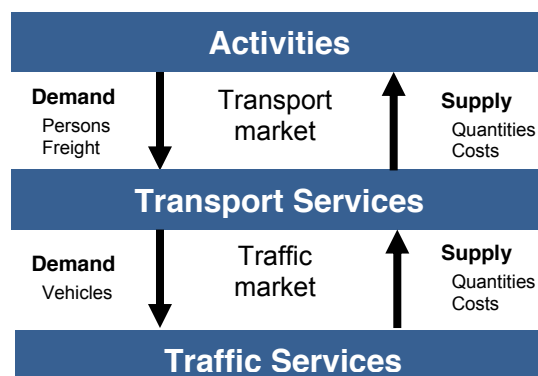 Activities
Demand
Persons
Freight
Transport
market
Supply
Quantities
Costs
Transport Services
Demand
Vehicles
Traffic
market
Supply
Quantities
Costs
Traffic Services